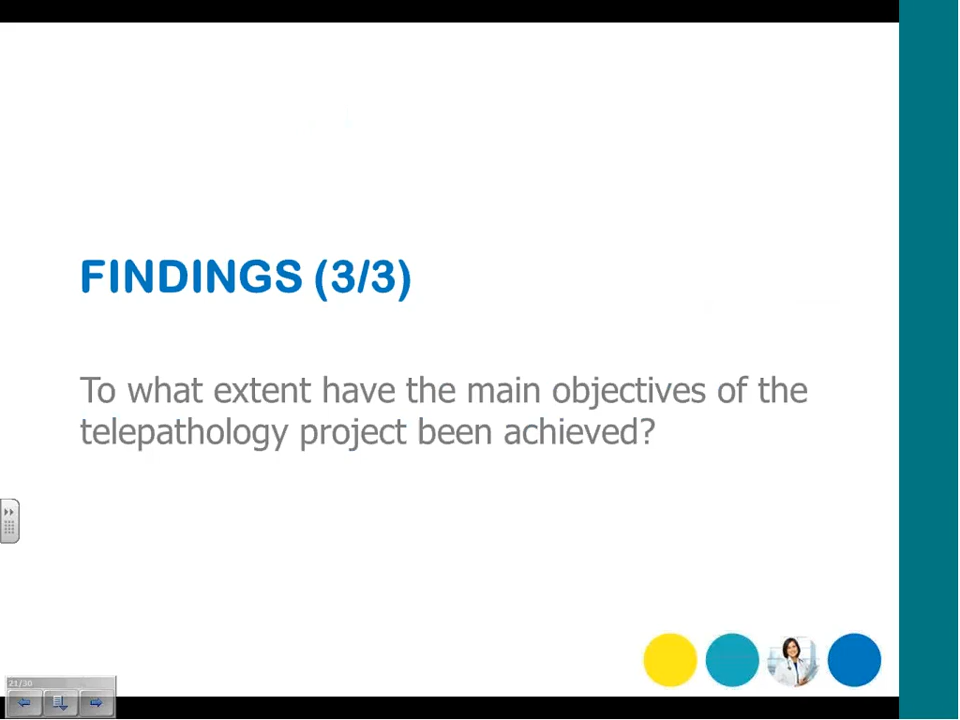 FINDINGS (3/3)
To what extent have the main objectives of the
telepathology project been achieved?
21/30